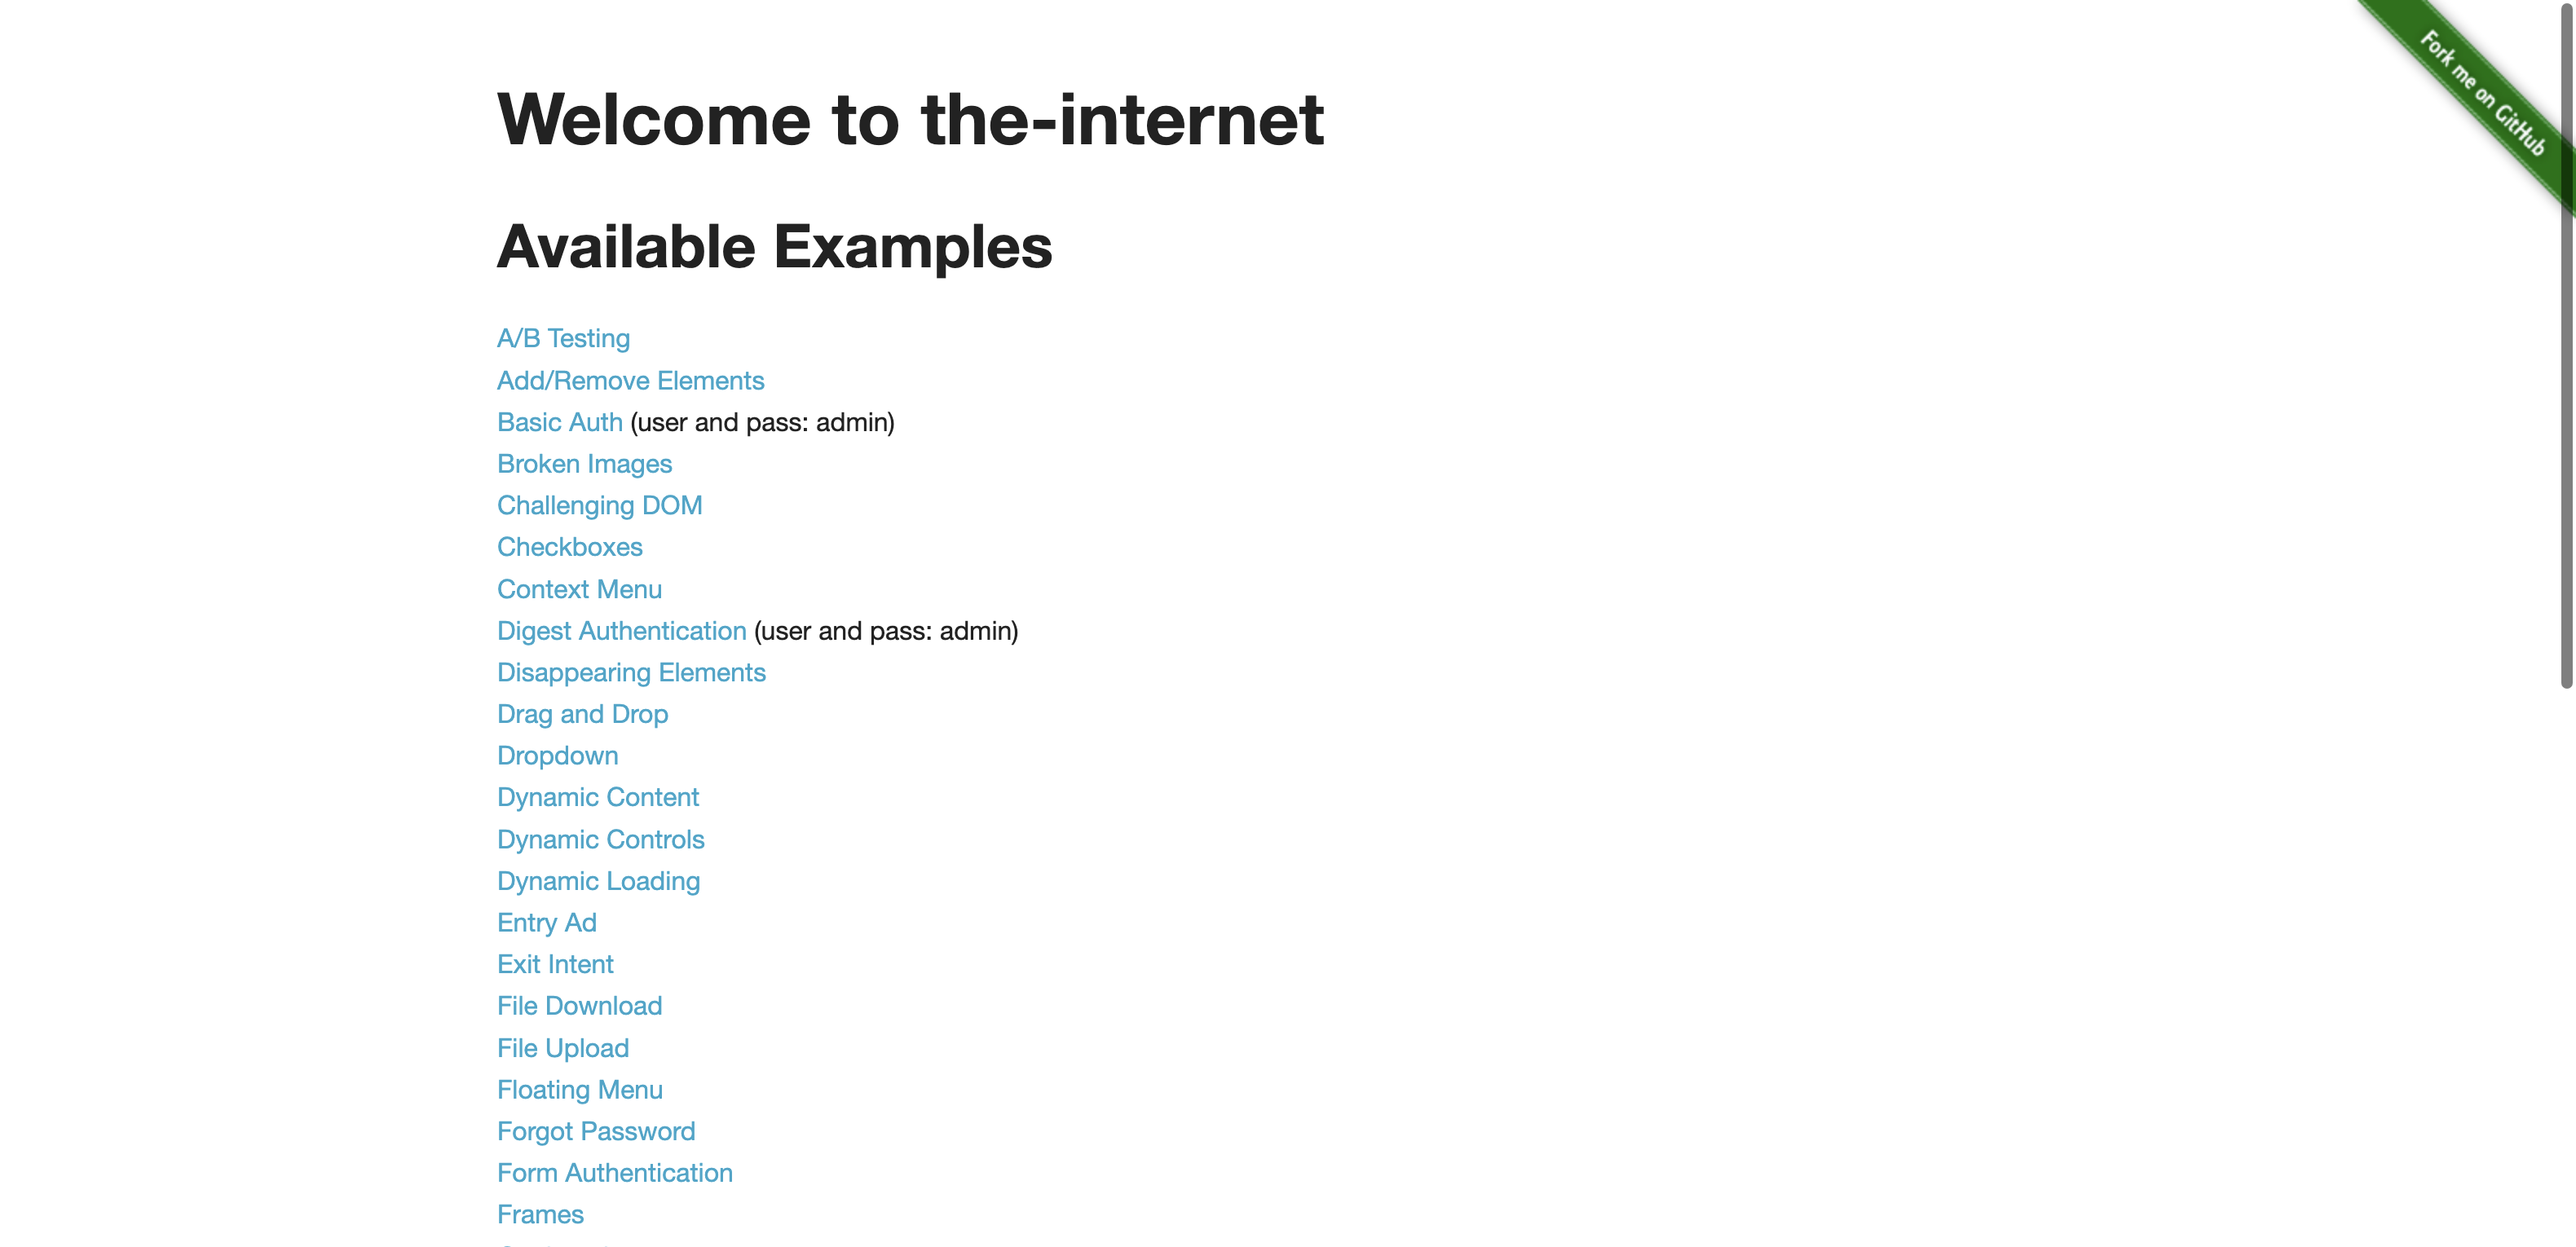 Fork me on GitHub
Welcome to the-internet
Available Examples
A/B Testing
Add/Remove Elements
Basic Auth (user and pass: admin)
Broken Images
Challenging DOM
Checkboxes
Context Menu
Digest Authentication (user and pass: admin)
Disappearing Elements
Drag and Drop
Dropdown
Dynamic Content
Dynamic Controls
Dynamic Loading
Entry Ad
Exit Intent
File Download
File Upload
Floating Menu
Forgot Password
Form Authentication
Frames